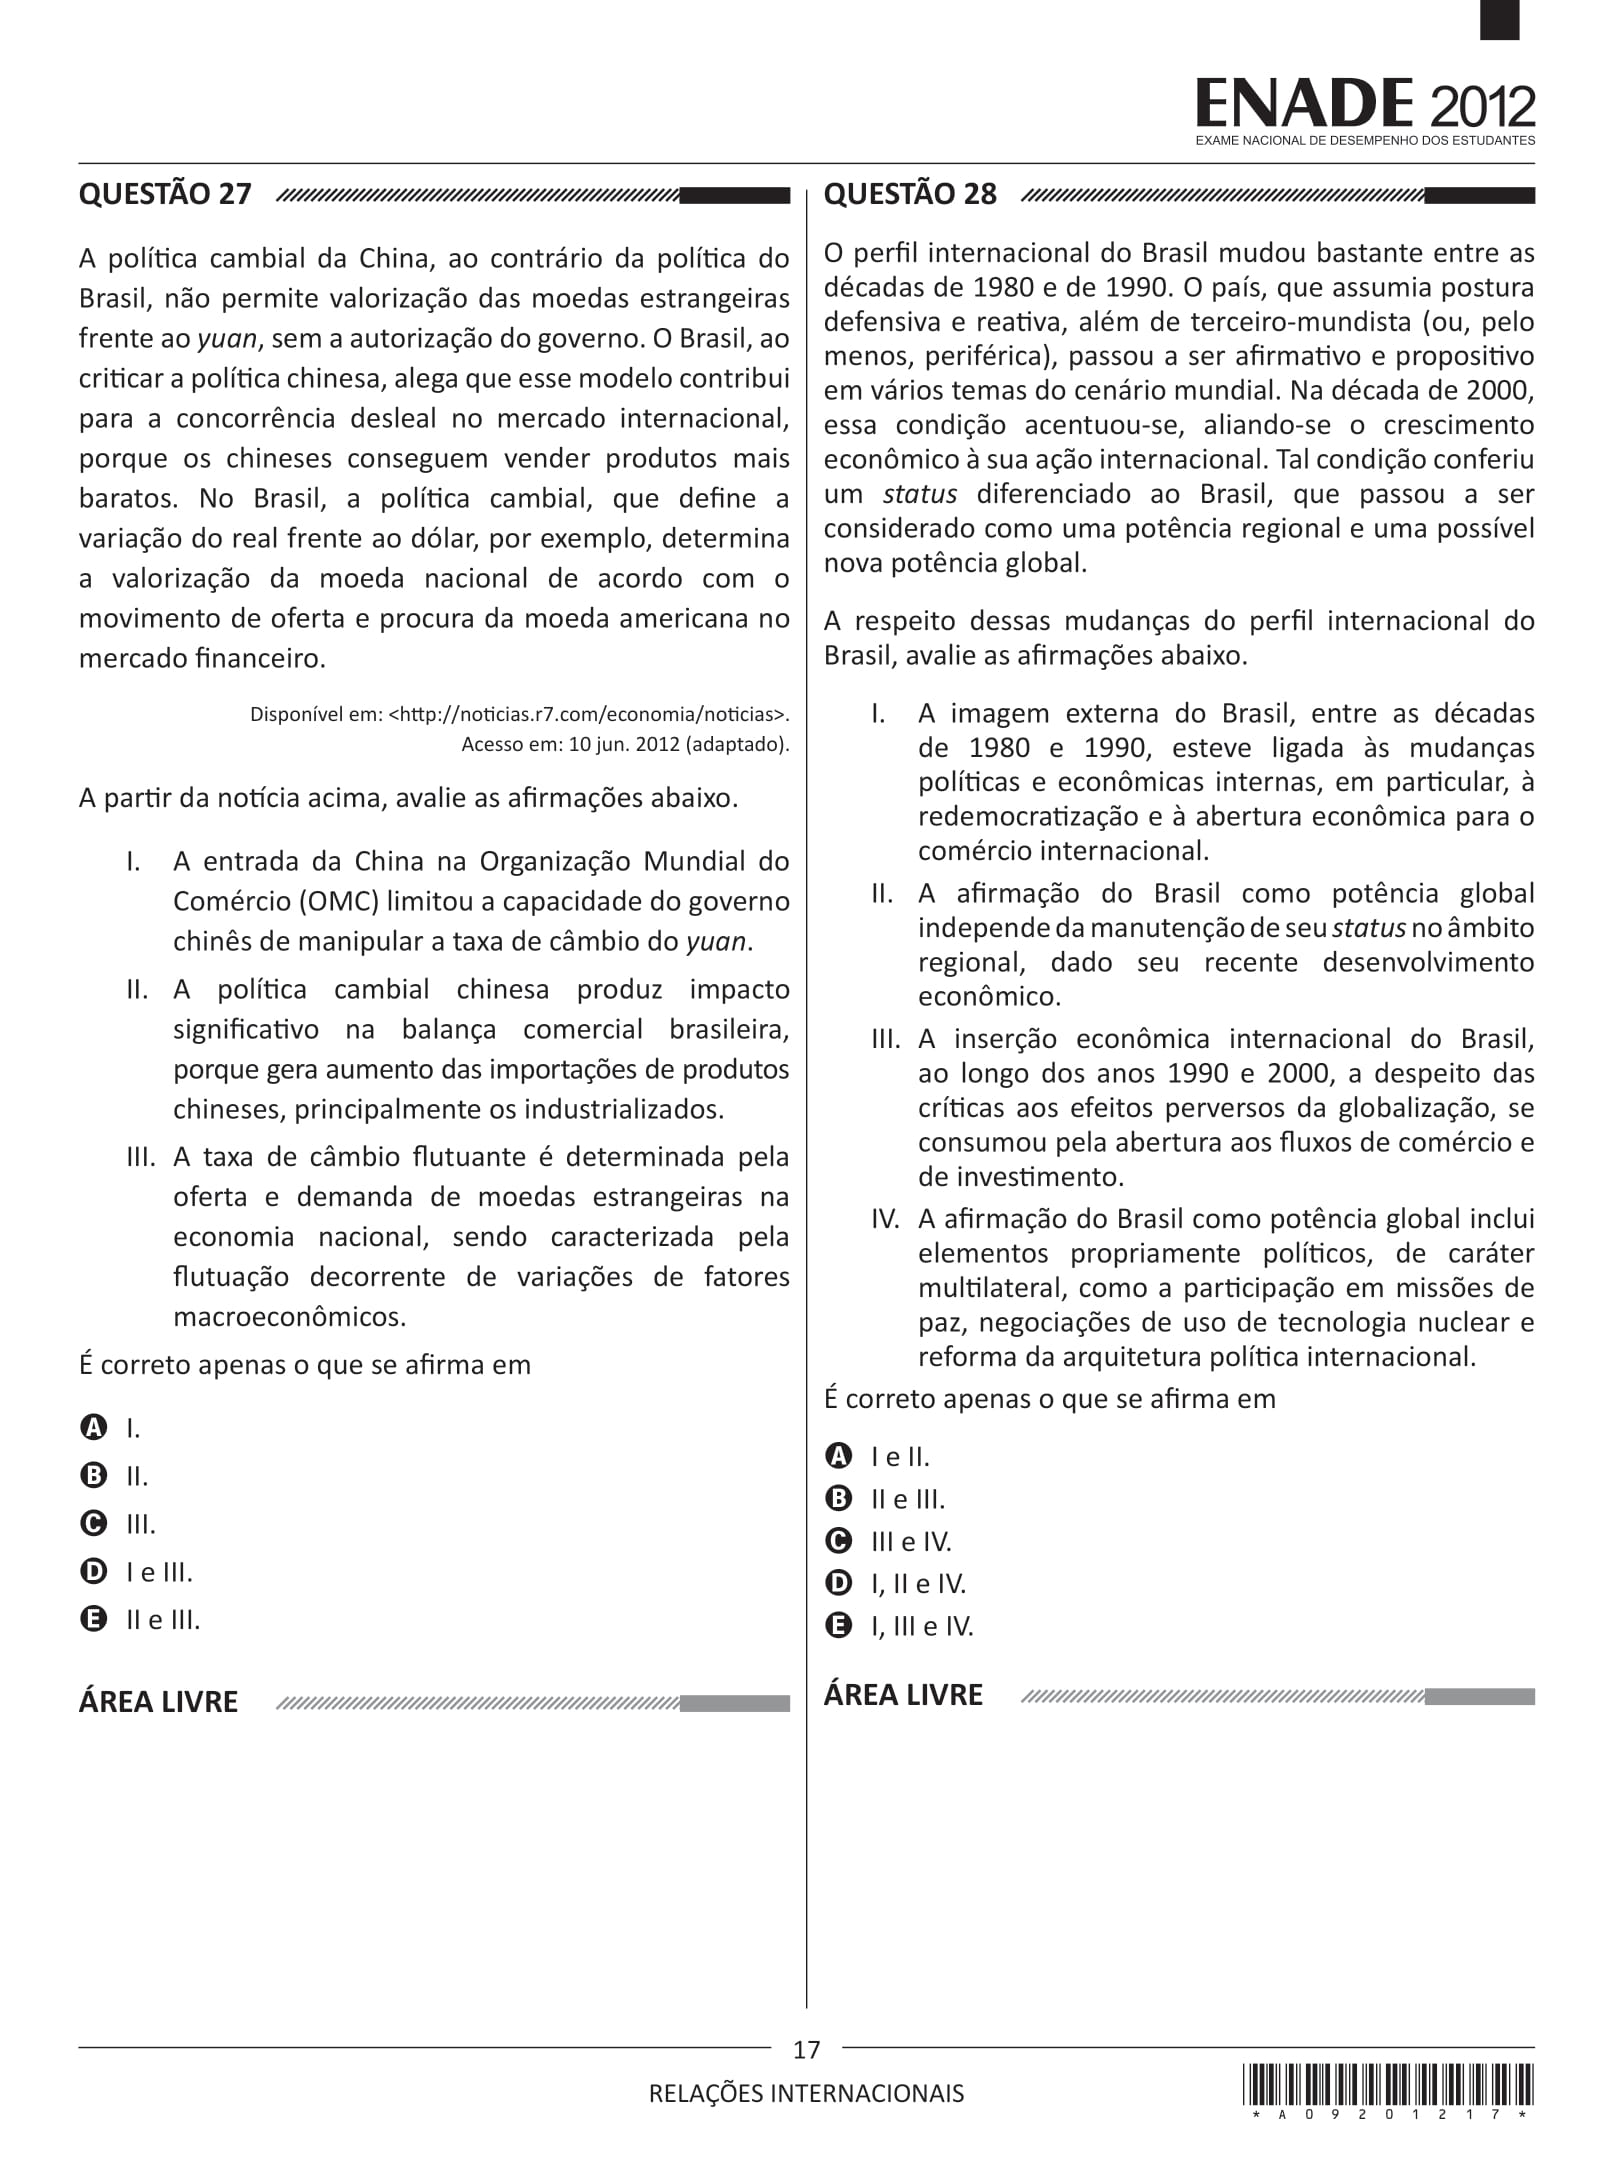 ENADE 2012
EXAME NACIONAL DE DESEMPENHO DOS ESTUDANTES
QUESTÃO 27
A política cambial da China, ao contrário da política do
Brasil, não permite valorização das moedas estrangeiras
frente ao yuan, sem a autorização do governo. O Brasil, ao
criticar a política chinesa, alega que esse modelo contribui
para a concorrência desleal no mercado internacional,
porque os chineses conseguem vender produtos mais
baratos. No Brasil, a política cambial, que define a
variação do real frente ao dólar, por exemplo, determina
a valorização da moeda nacional de acordo com o
movimento de oferta e procura da moeda americana no
mercado financeiro.
Disponível em: <http://noticias.r7.com/economia/noticias>.
Acesso em: 10 jun. 2012 (adaptado).
A partir da notícia acima, avalie as afirmações abaixo.
I. A entrada da China na Organização Mundial do
Comércio (OMC) limitou a capacidade do governo
chinês de manipular a taxa de câmbio do yuan.
II. A política cambial chinesa produz impacto
significativo na balança comercial brasileira,
porque gera aumento das importações de produtos
chineses, principalmente os industrializados.
III. A taxa de câmbio flutuante é determinada pela
oferta e demanda de moedas estrangeiras na
economia nacional, sendo caracterizada pela
flutuação decorrente de variações de fatores
macroeconômicos.
É correto apenas o que se afirma em
A I.
B II.
C III.
D I e III.
E II e III.
ÁREA LIVRE
QUESTÃO 28
O perfil internacional do Brasil mudou bastante entre as
décadas de 1980 e de 1990. O país, que assumia postura
defensiva e reativa, além de terceiro-mundista (ou, pelo
menos, periférica), passou a ser afirmativo e propositivo
em vários temas do cenário mundial. Na década de 2000,
essa condição acentuou-se, aliando-se o crescimento
econômico à sua ação internacional. Tal condição conferiu
um status diferenciado ao Brasil, que passou a ser
considerado como uma potência regional e uma possível
nova potência global.
A respeito dessas mudanças do perfil internacional do
Brasil, avalie as afirmações abaixo.
I. A imagem externa do Brasil, entre as décadas
de 1980 e 1990, esteve ligada às mudanças
políticas e econômicas internas, em particular, à
redemocratização e à abertura econômica para o
comércio internacional.
II. A afirmação do Brasil como potência global
independe da manutenção de seu status no âmbito
regional, dado seu recente desenvolvimento
econômico.
III. A inserção econômica internacional do Brasil,
ao longo dos anos 1990 e 2000, a despeito das
críticas aos efeitos perversos da globalização, se
consumou pela abertura aos fluxos de comércio e
de investimento.
IV. A afirmação do Brasil como potência global inclui
elementos propriamente políticos, de caráter
multilateral, como a participação em missões de
paz, negociações de uso de tecnologia nuclear e
reforma da arquitetura política internacional.
É correto apenas o que se afirma em
A I e II.
B II e III.
C III e IV.
D I, II e IV.
E I, III e IV.
ÁREA LIVRE
17
RELAÇÕES INTERNACIONAIS
*A09201217*